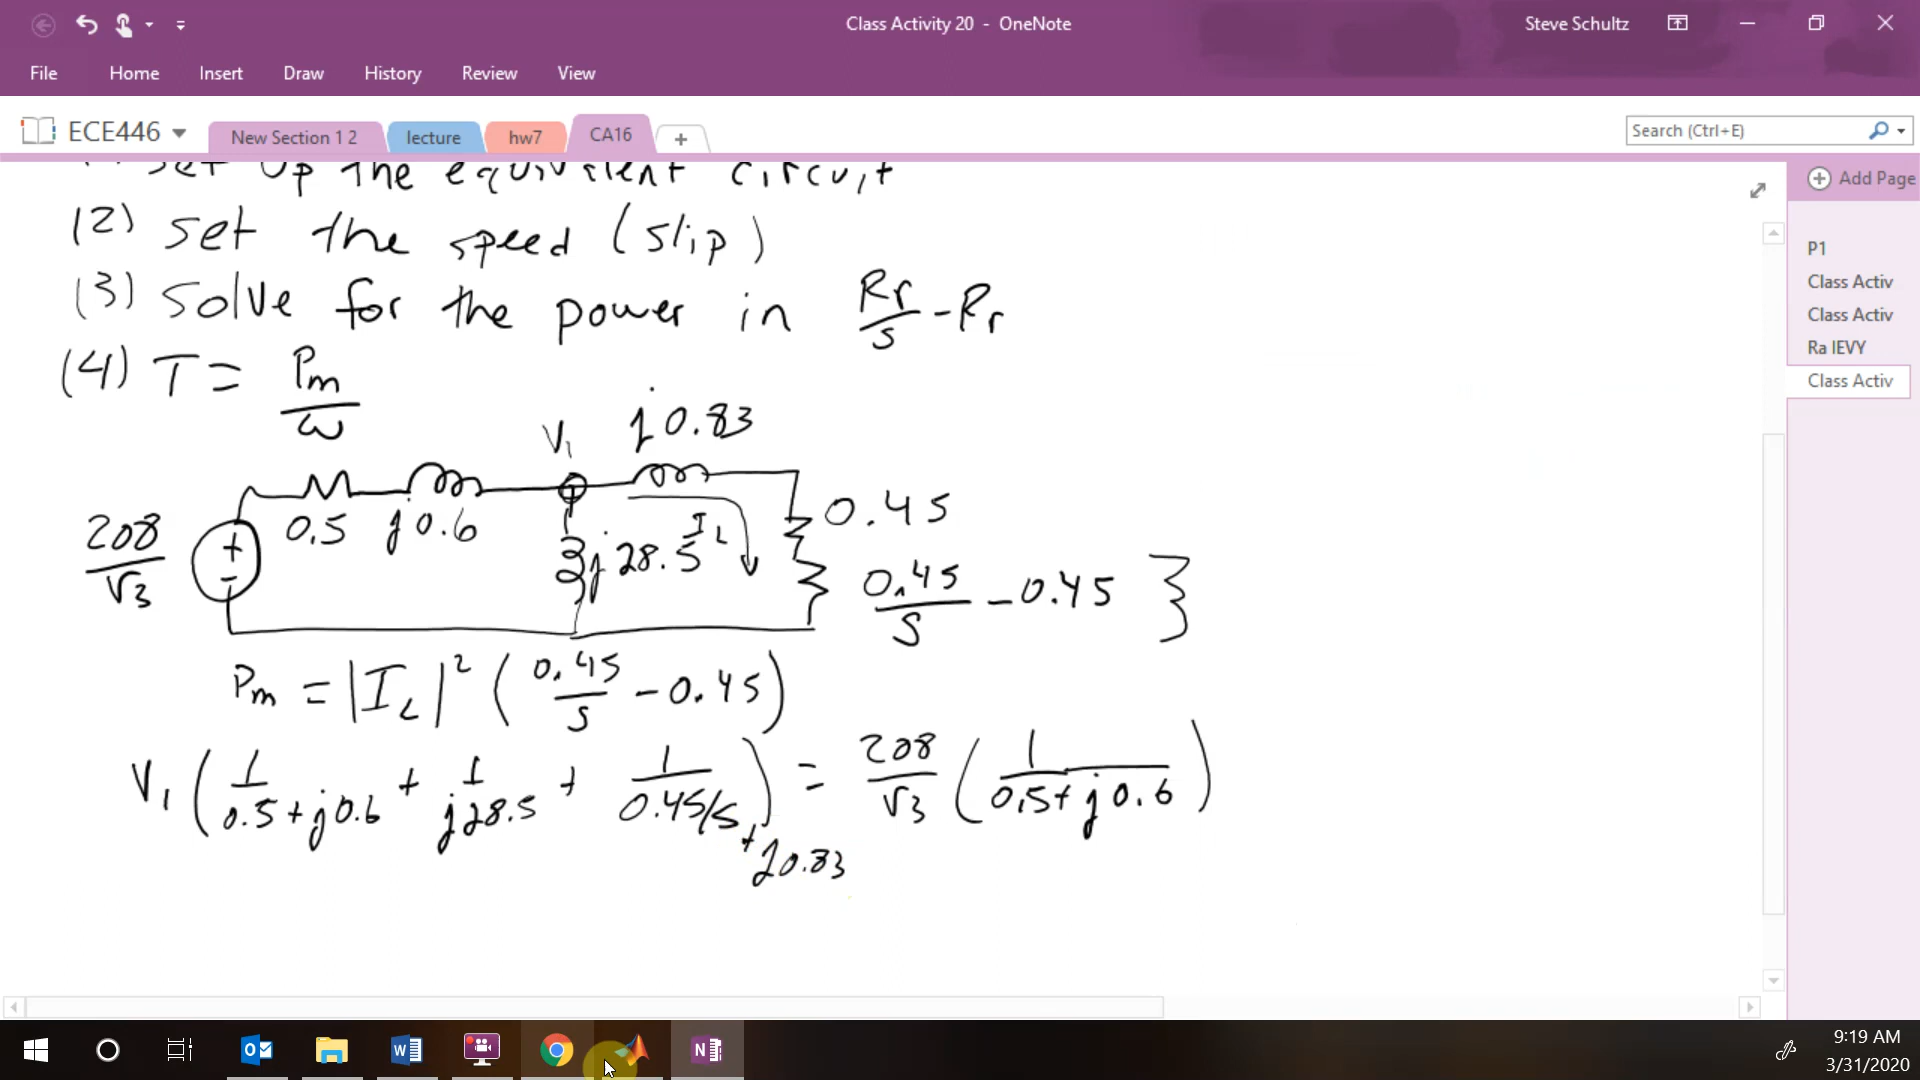 Class Activity 20 - OneNote
Steve Schultz
File Home Insert Draw History Review View
ECE446
New Section 1 2
lecture
hw7
CA16
Search (Ctrl+E)
Add Page
P1
Class Activ
Class Activ
Ra IEVY
Class Activ
set up the equivalent circuit
(2) set the speed (slip)
(3) solve for the power in Rr/s - Rr
(4) T = Pm/ω
V1 j0.83
208/√3 + - 0.5 j0.6 j28.5 IL 0.45
0.45/s - 0.45 }
Pm = |IL|² (0.45/s - 0.45)
V1 (1/(0.5+j0.6) + 1/j28.5 + 1/(0.45/s + j0.83)) = 208/√3 (1/(0.5+j0.6))
9:19 AM
3/31/2020